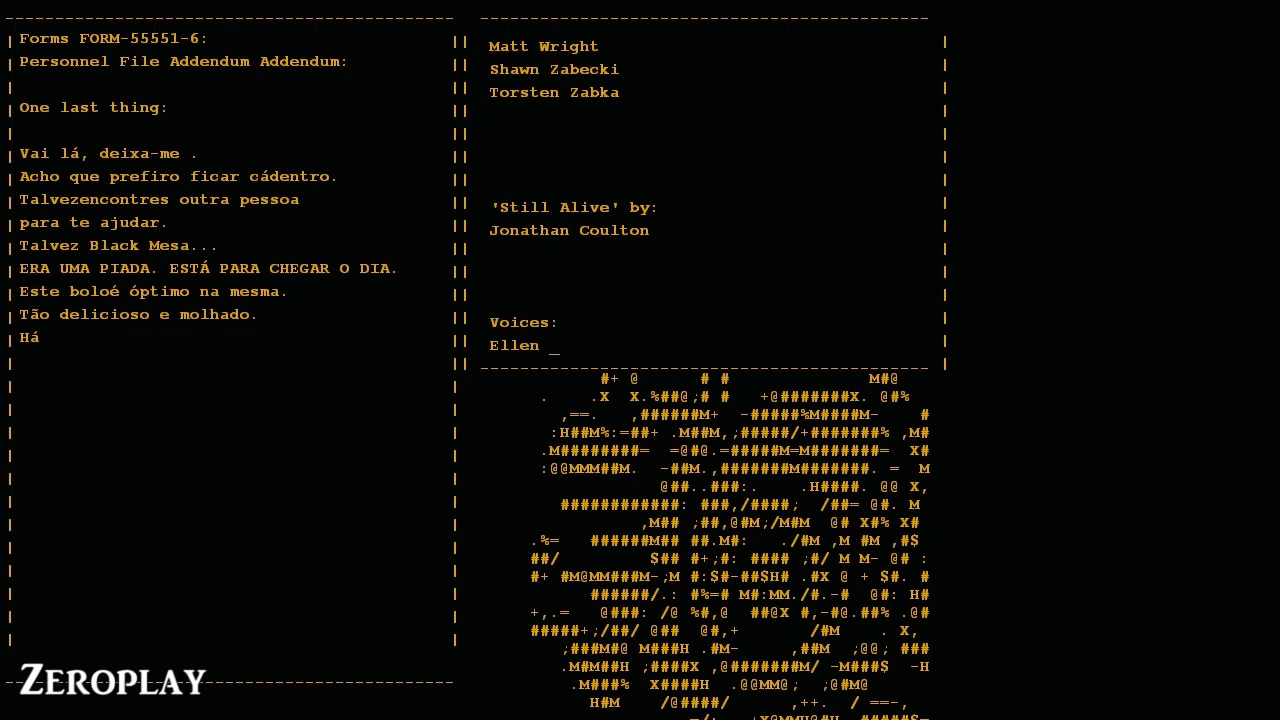 Forms FORM-55551-6:
Personnel File Addendum Addendum:
One last thing:
Vai lá, deixa-me .
Acho que prefiro ficar cádentro.
Talvezencontres outra pessoa
para te ajudar.
Talvez Black Mesa...
ERA UMA PIADA. ESTÁ PARA CHEGAR O DIA.
Este boloé óptimo na mesma.
Tão delicioso e molhado.
Há
Matt Wright
Shawn Zabecki
Torsten Zabka
'Still Alive' by:
Jonathan Coulton
Voices:
Ellen _
ZEROPLAY